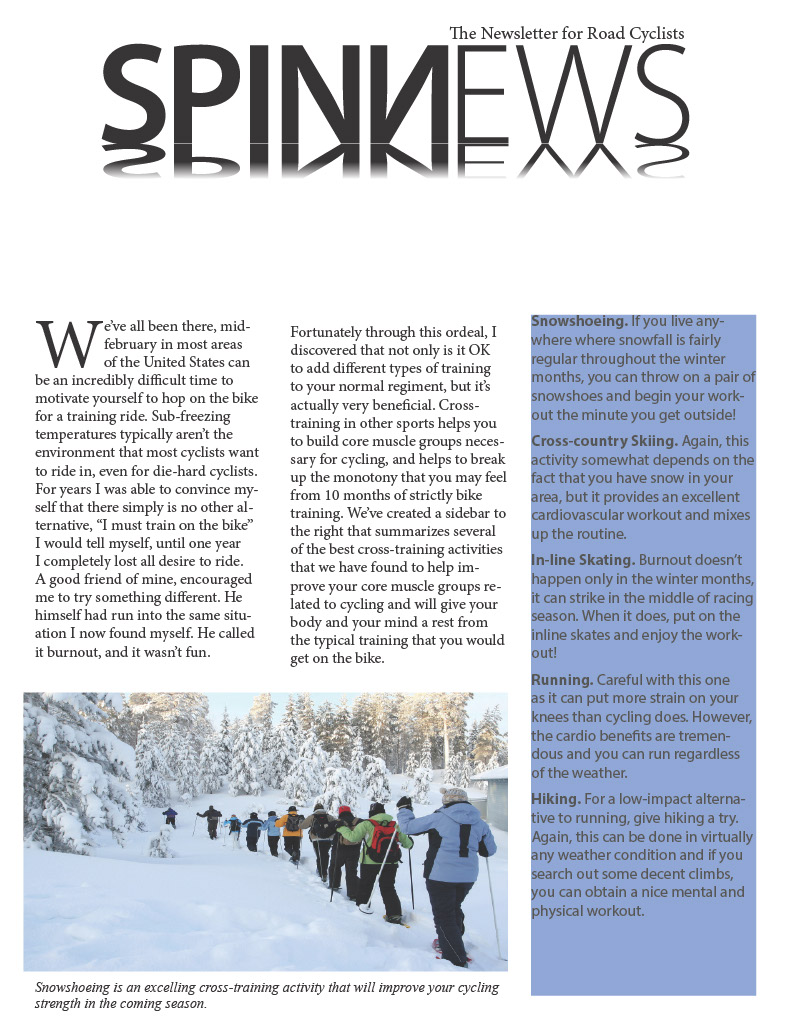 The Newsletter for Road Cyclists
SPINNEWS
We’ve all been there, mid-
february in most areas
of the United States can
be an incredibly difficult time to
motivate yourself to hop on the bike
for a training ride. Sub-freezing
temperatures typically aren’t the
environment that most cyclists want
to ride in, even for die-hard cyclists.
For years I was able to convince my-
self that there simply is no other al-
ternative, “I must train on the bike”
I would tell myself, until one year
I completely lost all desire to ride.
A good friend of mine, encouraged
me to try something different. He
himself had run into the same situ-
ation I now found myself. He called
it burnout, and it wasn’t fun.
Fortunately through this ordeal, I
discovered that not only is it OK
to add different types of training
to your normal regiment, but it’s
actually very beneficial. Cross-
training in other sports helps you
to build core muscle groups neces-
sary for cycling, and helps to break
up the monotony that you may feel
from 10 months of strictly bike
training. We’ve created a sidebar to
the right that summarizes several
of the best cross-training activities
that we have found to help im-
prove your core muscle groups re-
lated to cycling and will give your
body and your mind a rest from
the typical training that you would
get on the bike.
Snowshoeing is an excelling cross-training activity that will improve your cycling
strength in the coming season.
Snowshoeing. If you live any-
where where snowfall is fairly
regular throughout the winter
months, you can throw on a pair of
snowshoes and begin your work-
out the minute you get outside!
Cross-country Skiing. Again, this
activity somewhat depends on the
fact that you have snow in your
area, but it provides an excellent
cardiovascular workout and mixes
up the routine.
In-line Skating. Burnout doesn’t
happen only in the winter months,
it can strike in the middle of racing
season. When it does, put on the
inline skates and enjoy the work-
out!
Running. Careful with this one
as it can put more strain on your
knees than cycling does. However,
the cardio benefits are tremen-
dous and you can run regardless
of the weather.
Hiking. For a low-impact alterna-
tive to running, give hiking a try.
Again, this can be done in virtually
any weather condition and if you
search out some decent climbs,
you can obtain a nice mental and
physical workout.